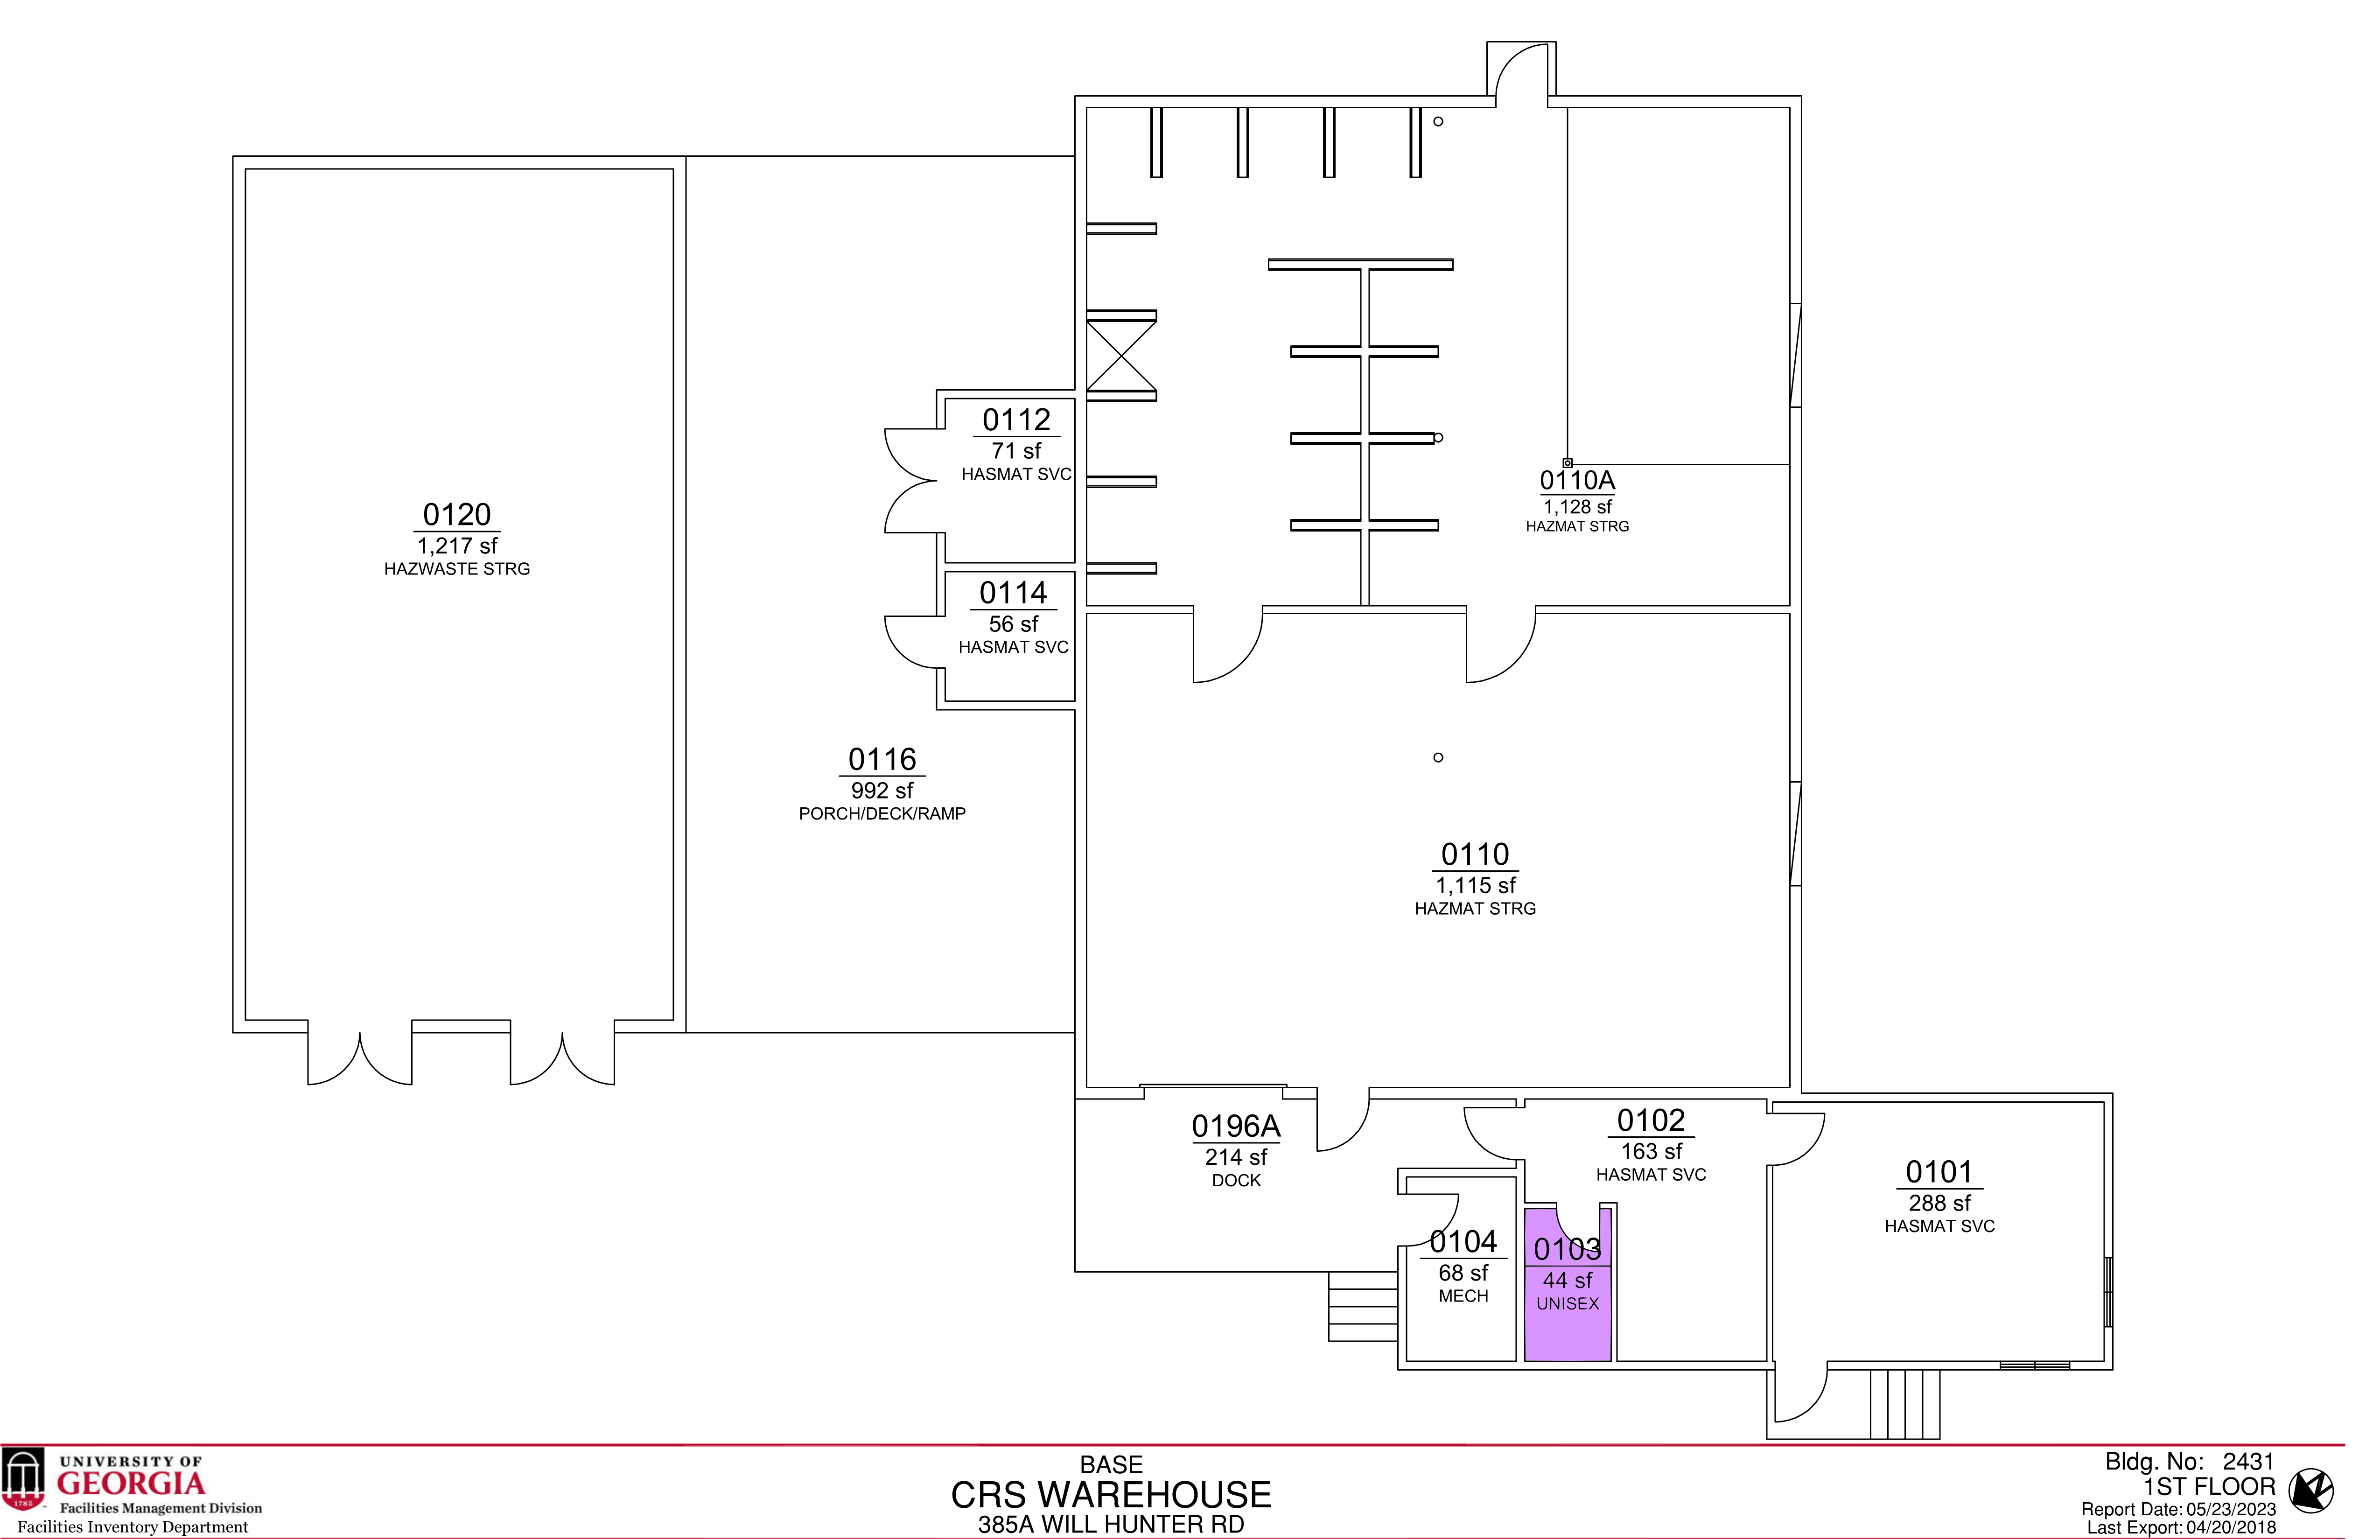 0112
71 sf
HASMAT SVC
0110A
1,128 sf
HAZMAT STRG
0120
1,217 sf
HAZWASTE STRG
0114
56 sf
HASMAT SVC
0116
992 sf
PORCH/DECK/RAMP
0110
1,115 sf
HAZMAT STRG
0196A
214 sf
DOCK
0102
163 sf
HASMAT SVC
0101
288 sf
HASMAT SVC
0104
68 sf
MECH
0103
44 sf
UNISEX
1785
UNIVERSITY OF
GEORGIA
Facilities Management Division
Facilities Inventory Department
BASE
CRS WAREHOUSE
385A WILL HUNTER RD
Bldg. No: 2431
1ST FLOOR
Report Date: 05/23/2023
Last Export: 04/20/2018